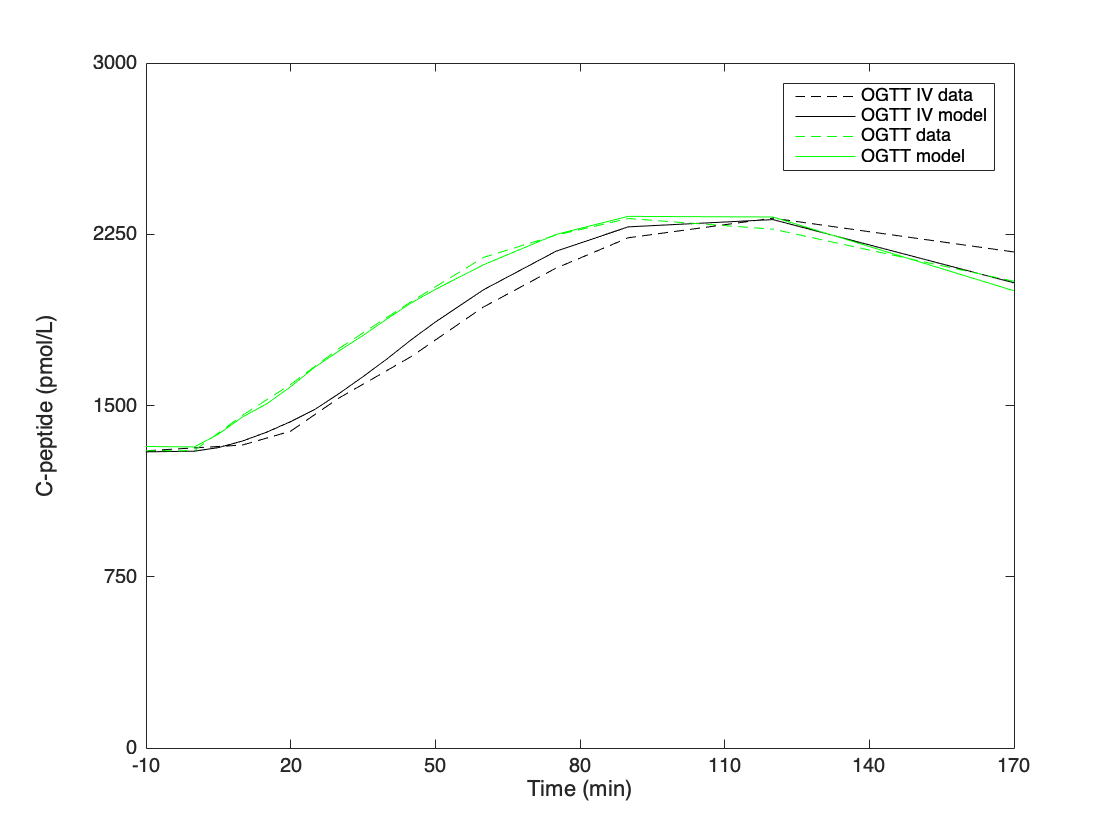 3000
2250
1500
750
0
-10
20
50
80
110
140
170
C-peptide (pmol/L)
Time (min)
OGTT IV data
OGTT IV model
OGTT data
OGTT model